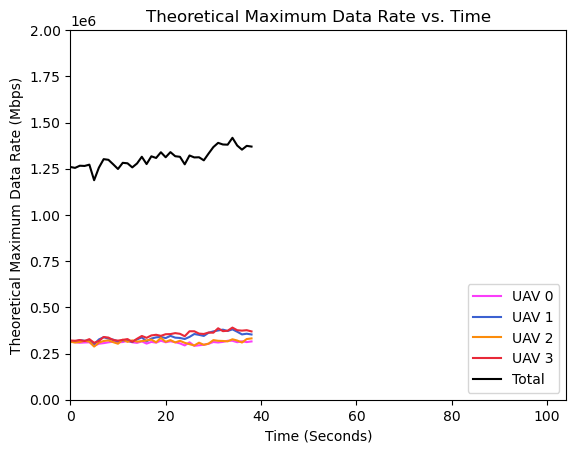 Theoretical Maximum Data Rate vs. Time
1e6
2.00
1.75
1.50
1.25
1.00
0.75
0.50
0.25
0.00
Theoretical Maximum Data Rate (Mbps)
0 20 40 60 80 100
Time (Seconds)
UAV 0
UAV 1
UAV 2
UAV 3
Total